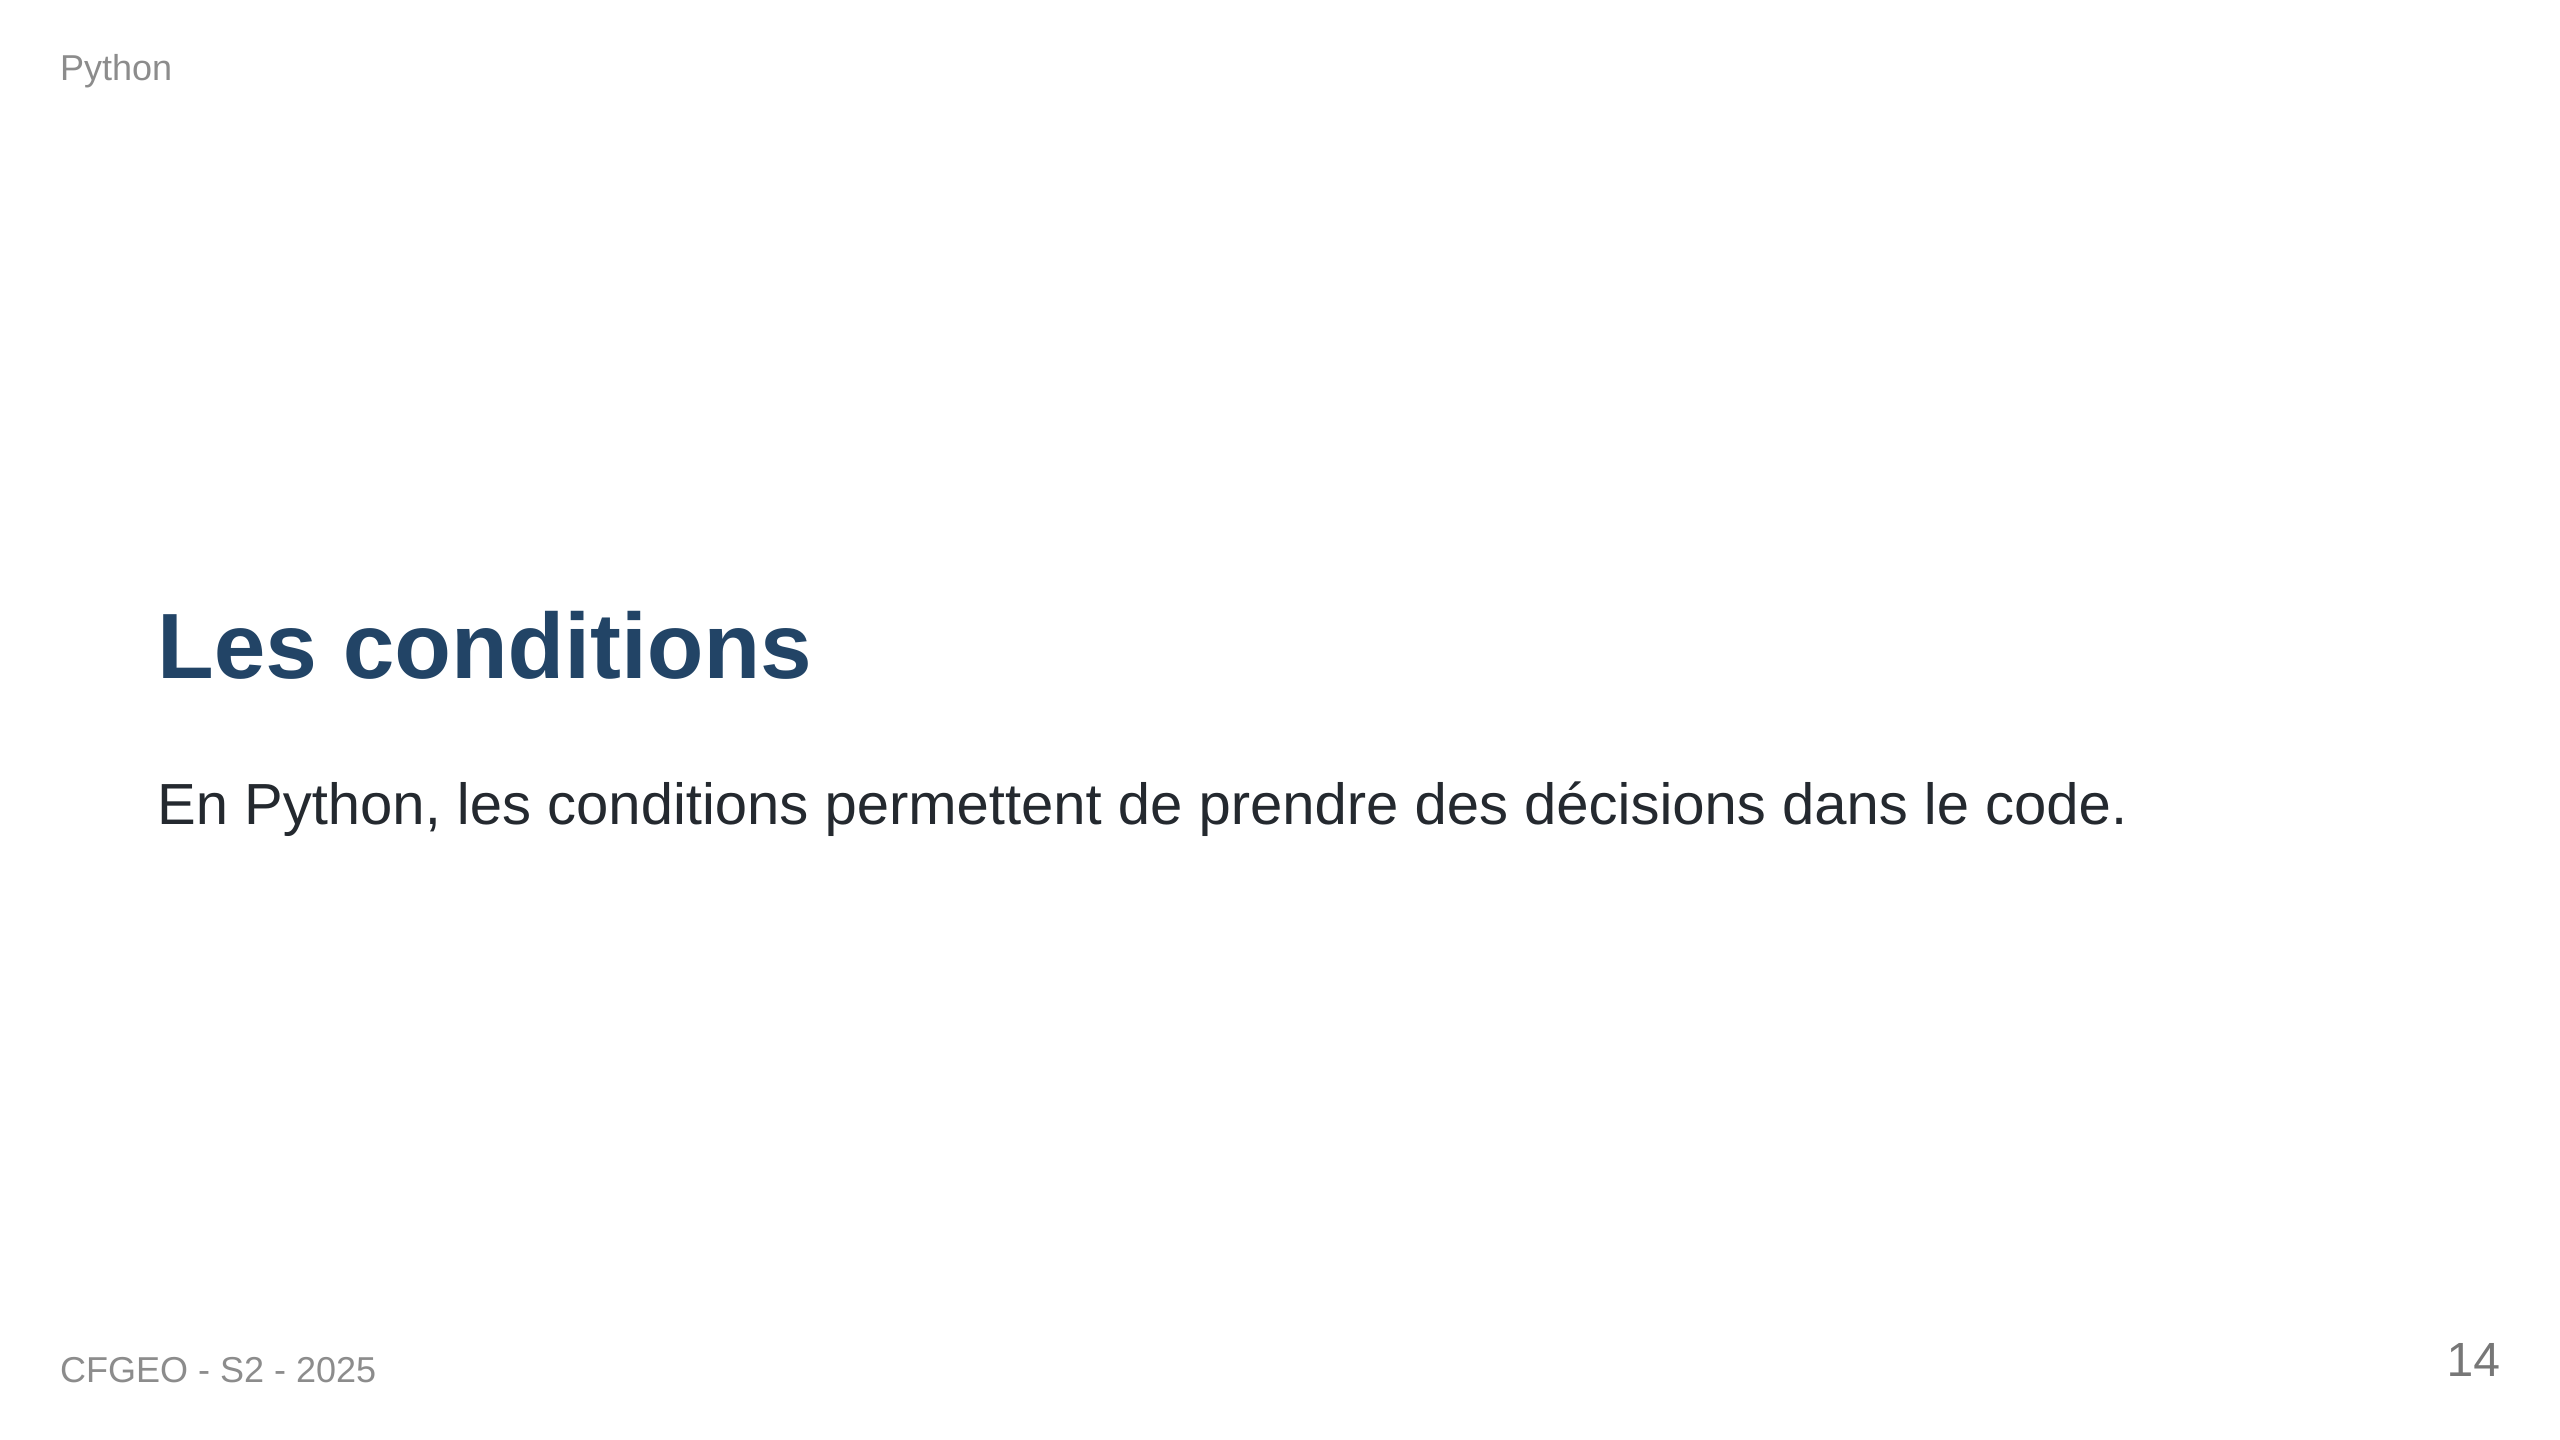 Python
Les conditions
En Python, les conditions permettent de prendre des décisions dans le code.
CFGEO - S2 - 2025
14